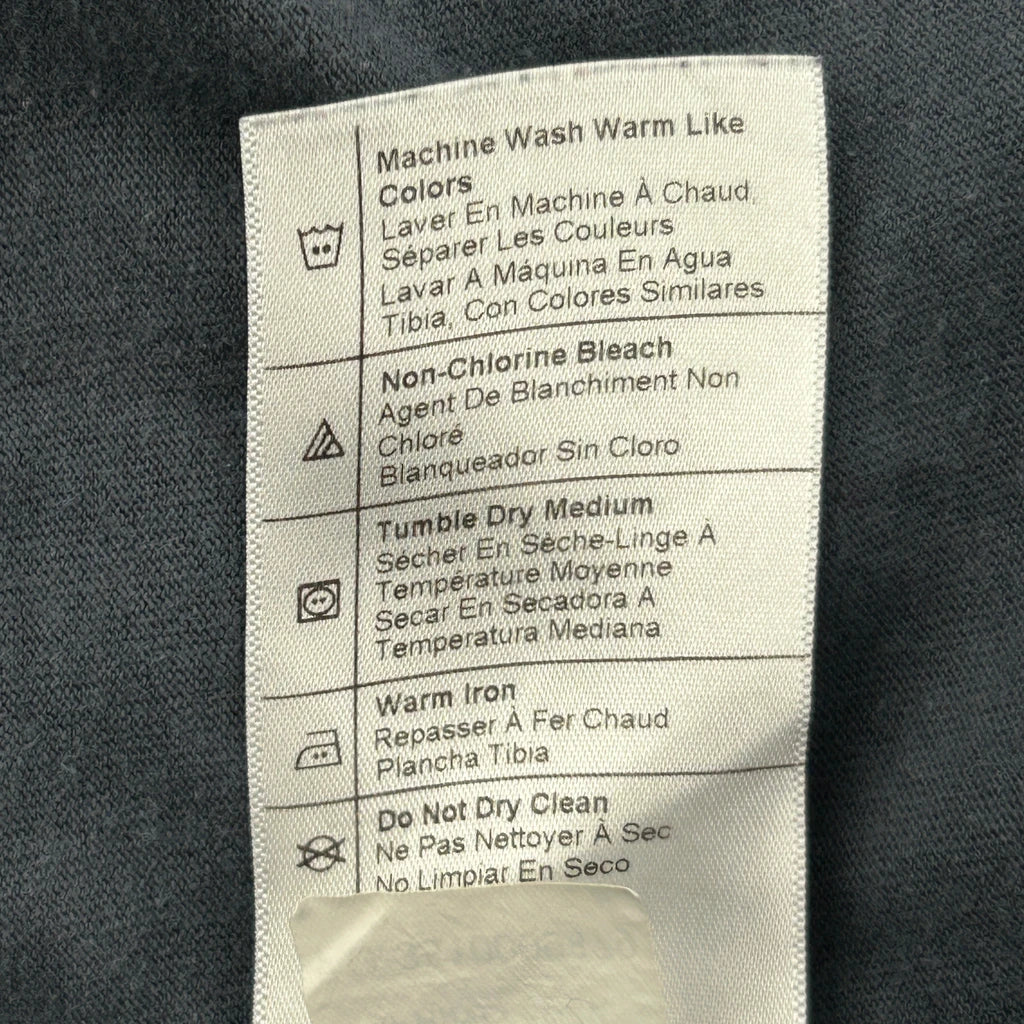 Machine Wash Warm Like
Colors
Laver En Machine À Chaud
Séparer Les Couleurs
Lavar A Máquina En Agua
Tibia, Con Colores Similares
Non-Chlorine Bleach
Agent De Blanchiment Non
Chloré
Blanqueador Sin Cloro
Tumble Dry Medium
Sécher En Sèche-Linge À
Température Moyenne
Secar En Secadora A
Temperatura Mediana
Warm Iron
Repasser À Fer Chaud
Plancha Tibia
Do Not Dry Clean
Ne Pas Nettoyer À Sec
No Limpiar En Seco